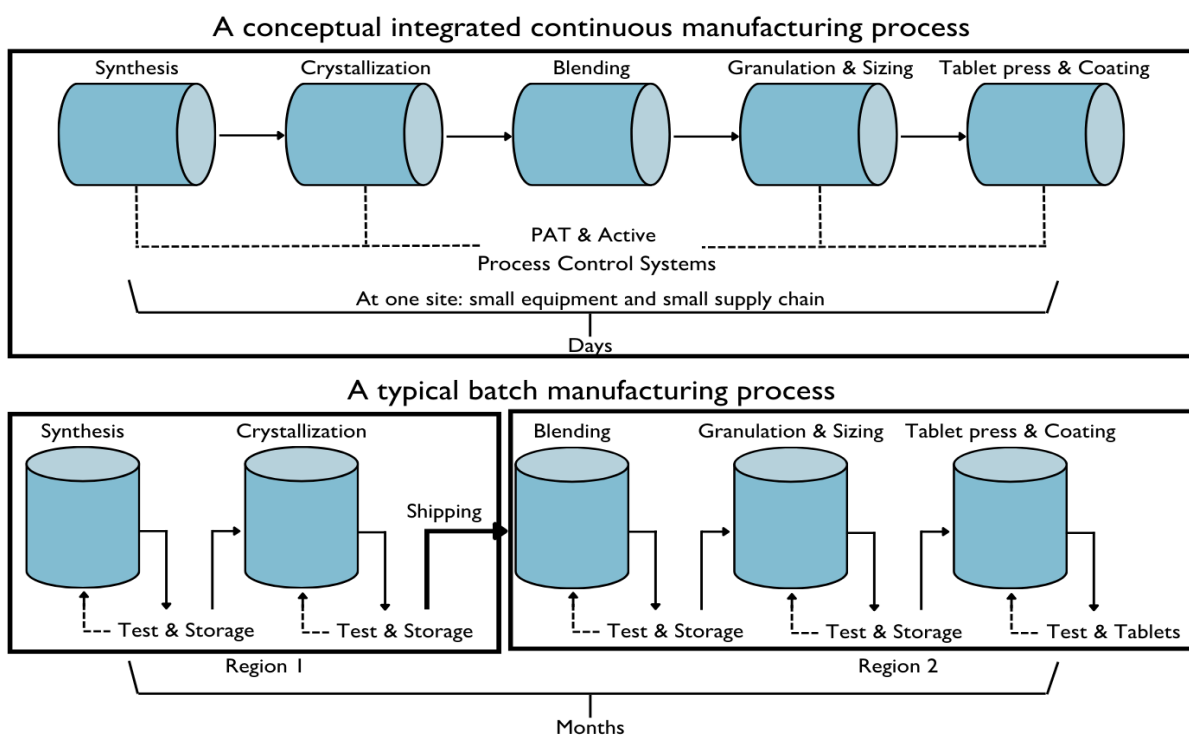 A conceptual integrated continuous manufacturing process
Synthesis
Crystallization
Blending
Granulation & Sizing
Tablet press & Coating
PAT & Active
Process Control Systems
At one site: small equipment and small supply chain
Days
A typical batch manufacturing process
Synthesis
Crystallization
Blending
Granulation & Sizing
Tablet press & Coating
Shipping
Test & Storage
Test & Storage
Test & Storage
Test & Storage
Test & Tablets
Region 1
Region 2
Months